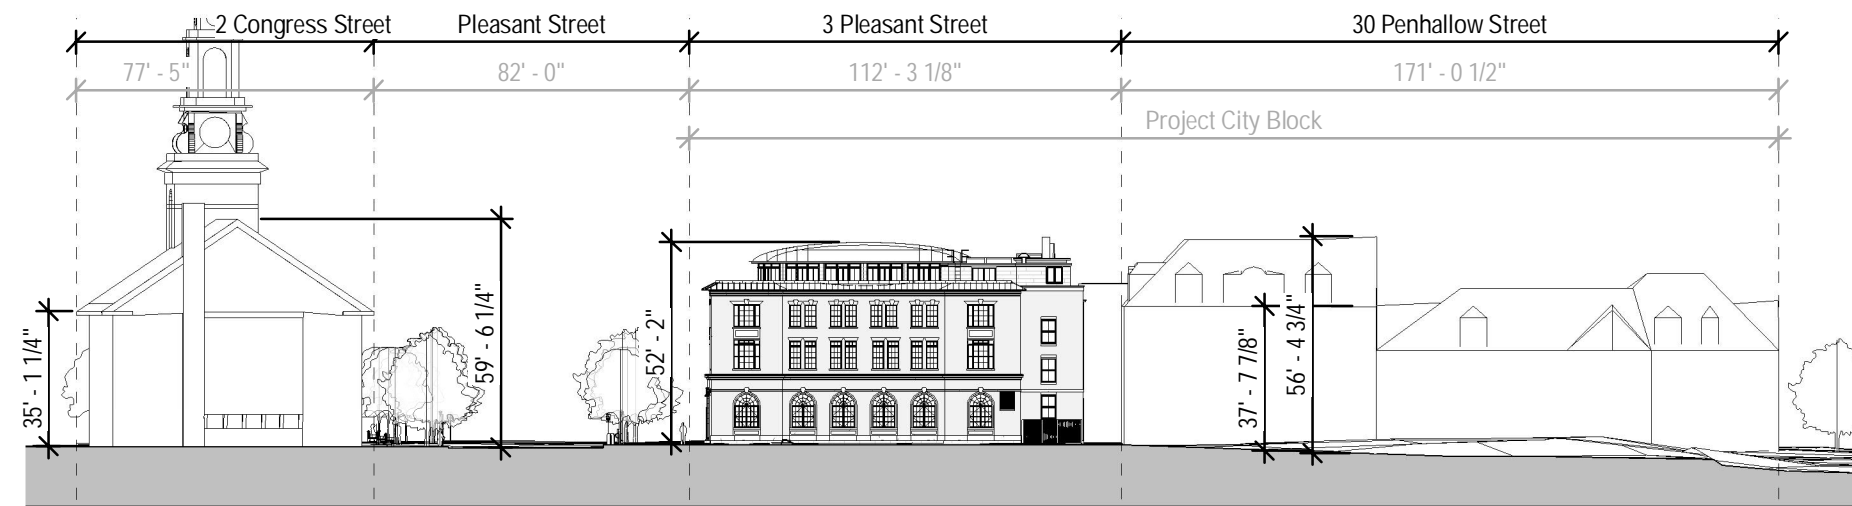 2 Congress Street
Pleasant Street
3 Pleasant Street
30 Penhallow Street
77' - 5"
82' - 0"
112' - 3 1/8"
171' - 0 1/2"
Project City Block
35' - 1 1/4"
59' - 6 1/4"
52' - 2"
37' - 7 7/8"
56' - 4 3/4"